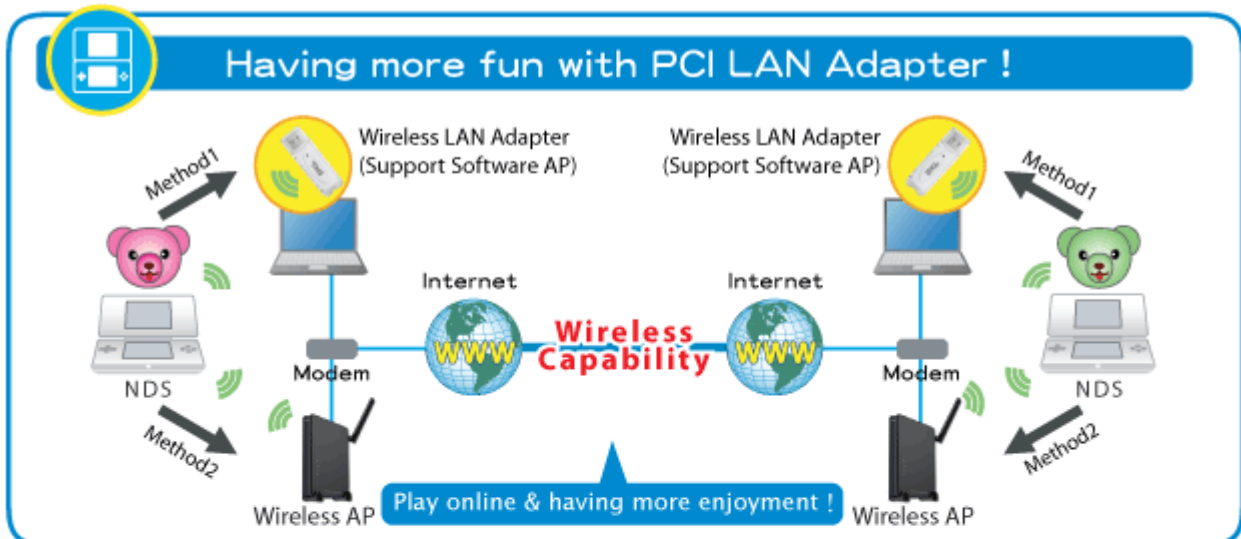 Having more fun with PCI LAN Adapter !
Wireless LAN Adapter
(Support Software AP)
Wireless LAN Adapter
(Support Software AP)
Method1
Method1
Internet
Internet
WWW
Wireless
Capability
WWW
Modem
Modem
NDS
NDS
Method2
Method2
Wireless AP
Play online & having more enjoyment !
Wireless AP